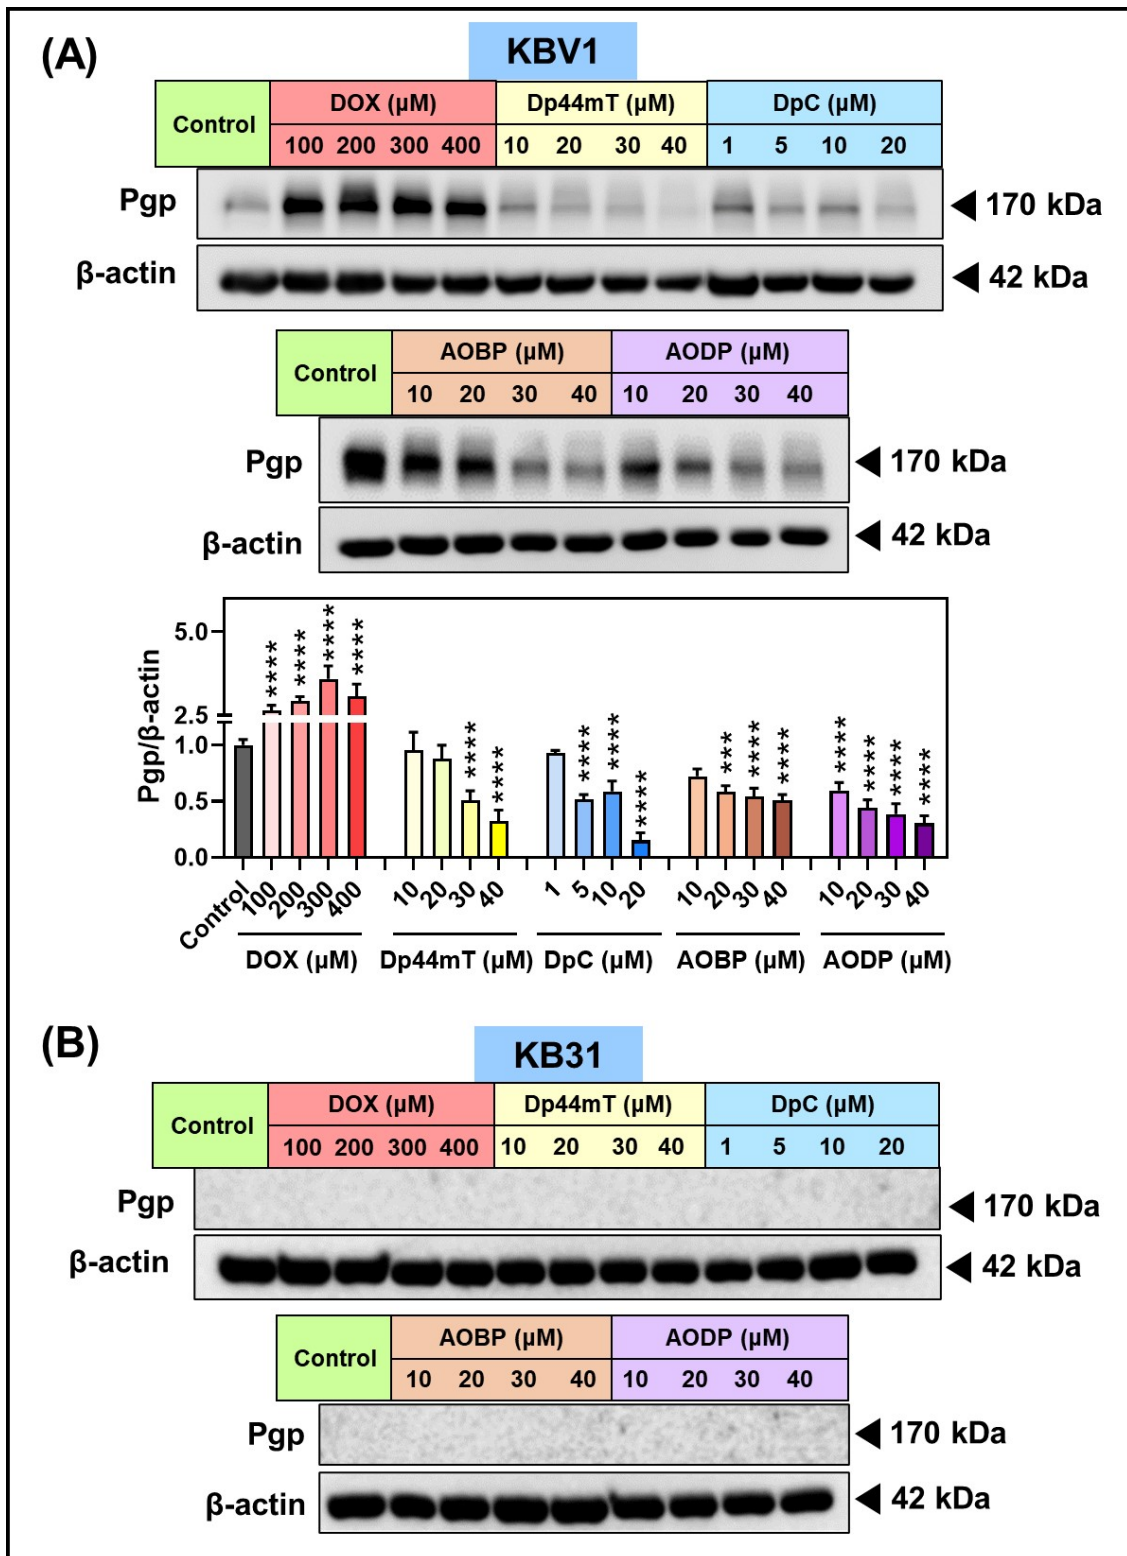 (A)
KBV1
Control DOX (µM) Dp44mT (µM) DpC (µM)
100 200 300 400 10 20 30 40 1 5 10 20
Pgp 170 kDa
β-actin 42 kDa
Control AOBP (µM) AODP (µM)
10 20 30 40 10 20 30 40
Pgp 170 kDa
β-actin 42 kDa
Pgp/β-actin
5.0
2.5
1.0
0.5
0.0
**** **** **** **** **** **** **** **** **** *** **** **** **** **** **** ****
Control 100 200 300 400 10 20 30 40 1 5 10 20 10 20 30 40 10 20 30 40
DOX (µM) Dp44mT (µM) DpC (µM) AOBP (µM) AODP (µM)
(B)
KB31
Control DOX (µM) Dp44mT (µM) DpC (µM)
100 200 300 400 10 20 30 40 1 5 10 20
Pgp 170 kDa
β-actin 42 kDa
Control AOBP (µM) AODP (µM)
10 20 30 40 10 20 30 40
Pgp 170 kDa
β-actin 42 kDa